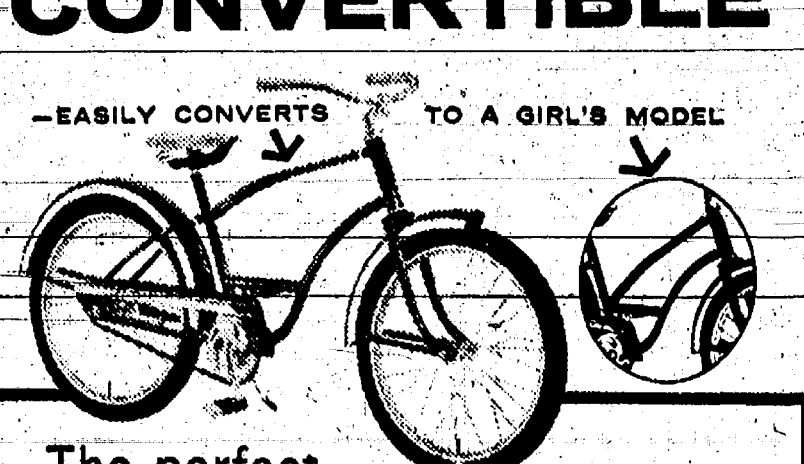 CONVERTIBLE
—EASILY CONVERTS TO A GIRL'S MODEL
The perfect